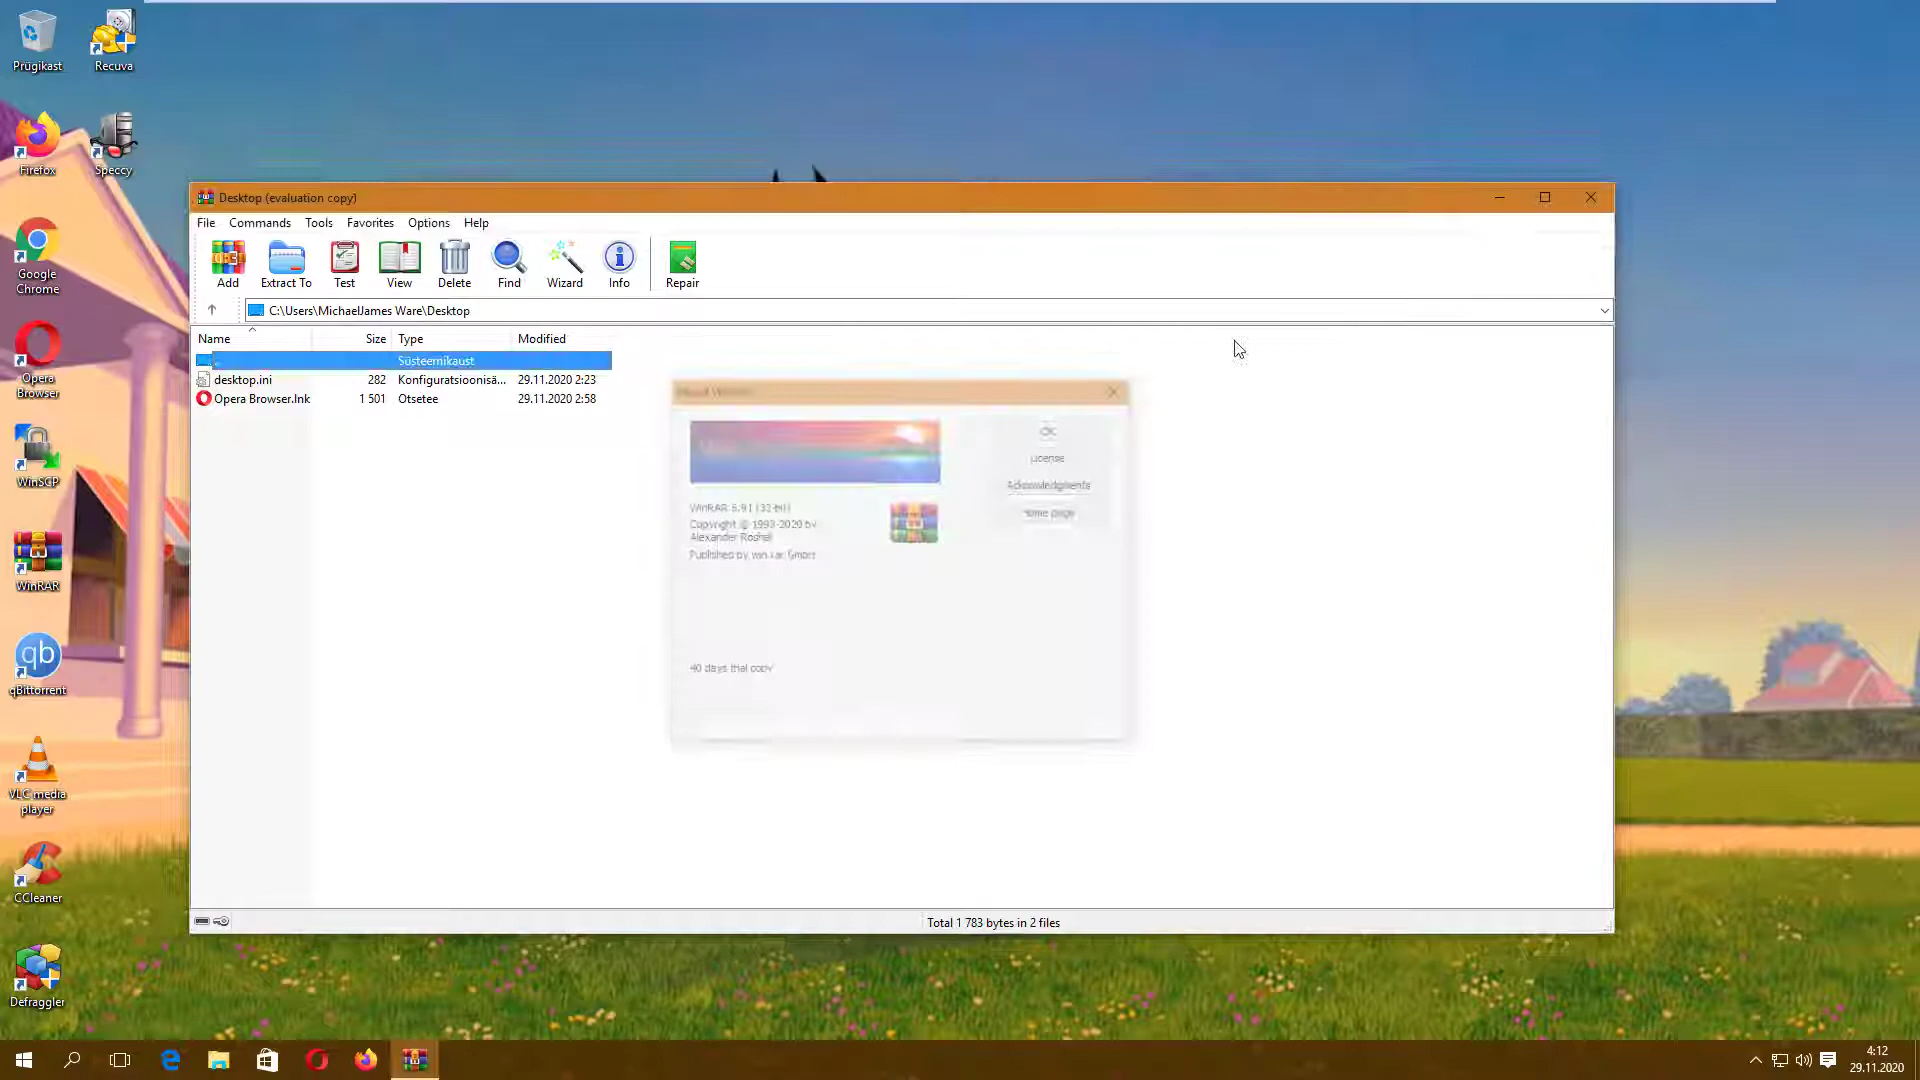 Prügikast
Recuva
Firefox
Speccy
Google
Chrome
Opera
Browser
WinSCP
WinRAR
qBittorrent
VLC media
player
CCleaner
Defraggler
Desktop (evaluation copy)
File Commands Tools Favorites Options Help
Add Extract To Test View Delete Find Wizard Info Repair
C:\Users\MichaelJames Ware\Desktop
Name Size Type Modified
Süsteemikaust
desktop.ini 282 Konfiguratsioonisä... 29.11.2020 2:23
Opera Browser.lnk 1 501 Otsetee 29.11.2020 2:58
OK
License
Acknowledgments
Home page
WinRAR 5.91 (32-bit)
Copyright © 1993-2020 by
Alexander Roshal
Published by win.rar GmbH
40 days trial copy
Total 1 783 bytes in 2 files
4:12
29.11.2020